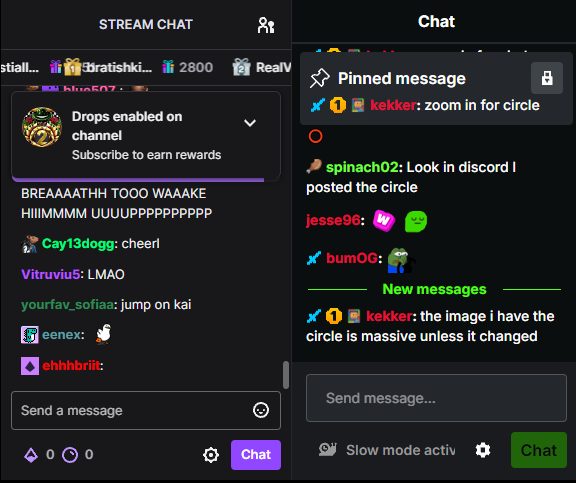 STREAM CHAT
stiall...
bratishki...
2800
2
RealV
blue507
Drops enabled on
channel
Subscribe to earn rewards
BREAAAATHH TOOO WAAAKE
HIIIMMMM UUUUPPPPPPPPPP
Cay13dogg: cheerl
Vitruviu5: LMAO
yourfav_sofiaa: jump on kai
eenex:
ehhhbriiit:
Send a message
0 0
Chat
Chat
Pinned message
1 kekker: zoom in for circle
spinach02: Look in discord I
posted the circle
jesse96:
bumOG:
New messages
1 kekker: the image i have the
circle is massive unless it changed
Send message...
Slow mode activ
Chat